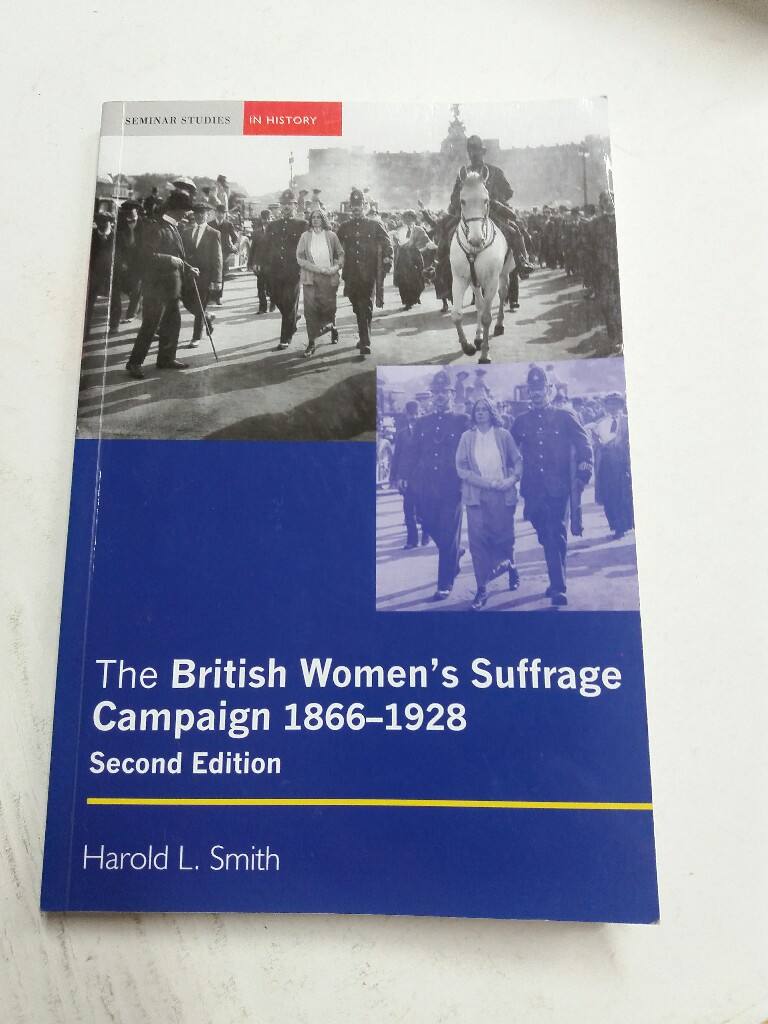 SEMINAR STUDIES IN HISTORY
The British Women's Suffrage
Campaign 1866–1928
Second Edition
Harold L. Smith